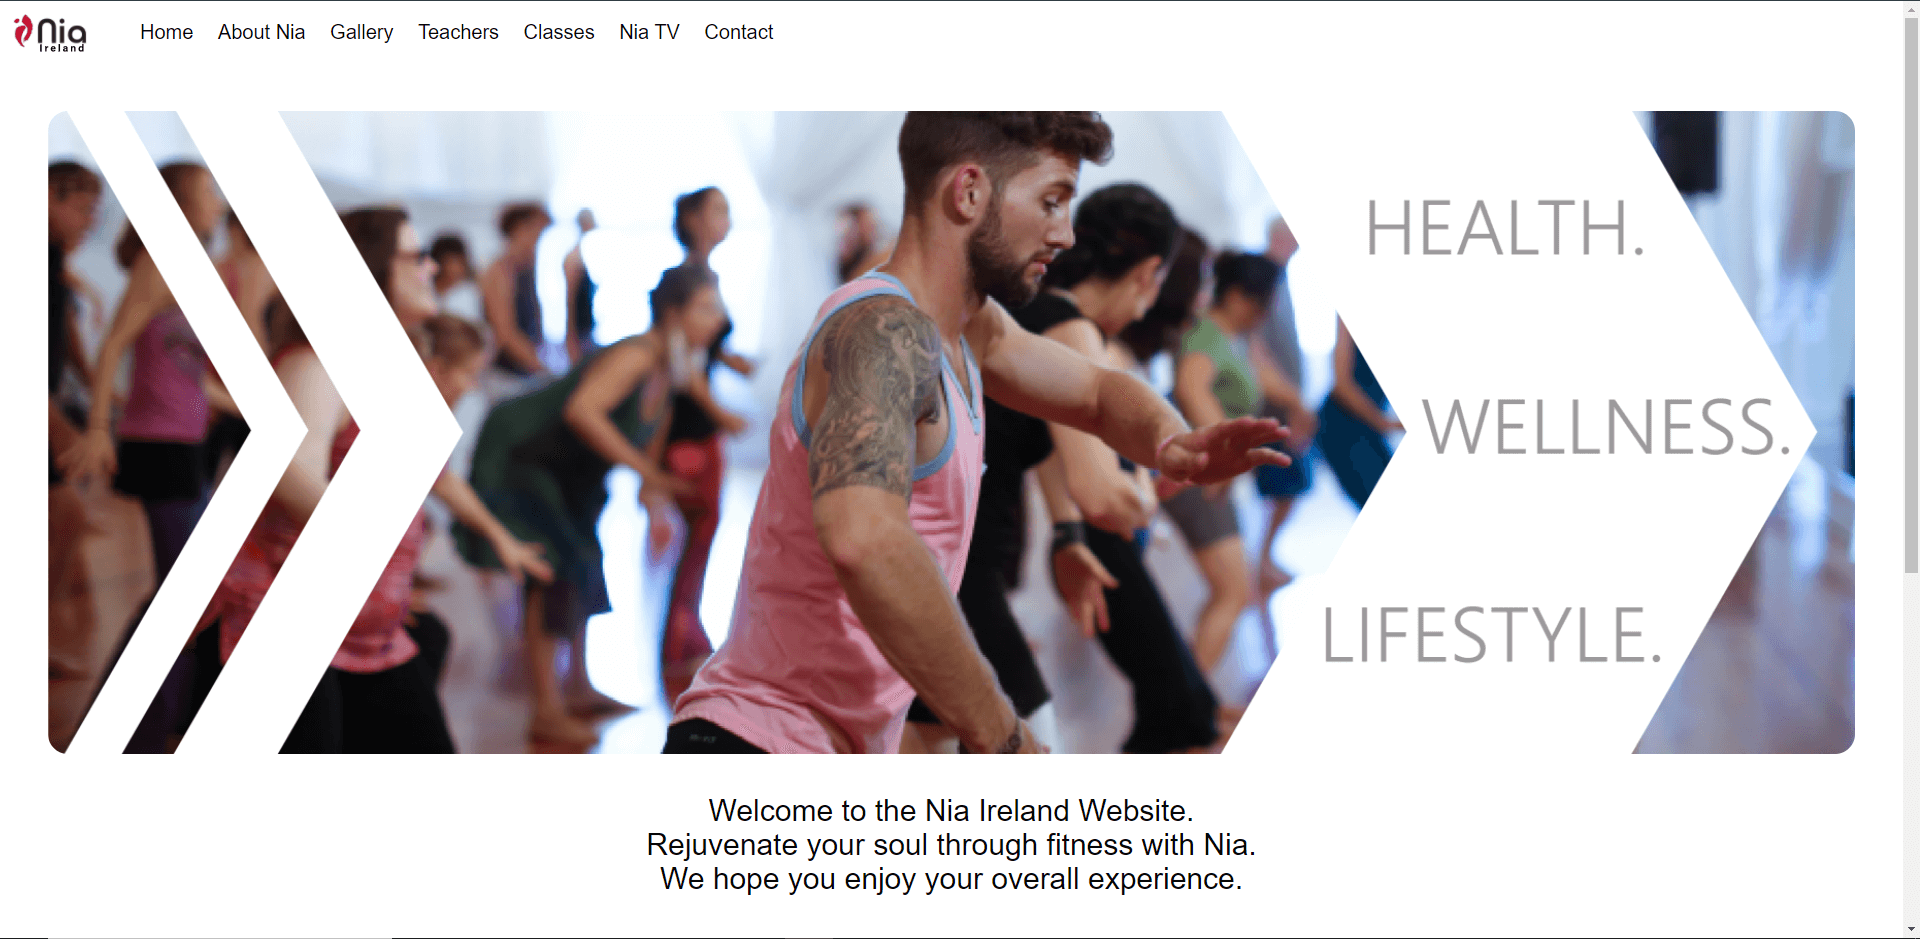 Nia
Ireland
Home About Nia Gallery Teachers Classes Nia TV Contact
HEALTH.
WELLNESS.
LIFESTYLE.
Welcome to the Nia Ireland Website.
Rejuvenate your soul through fitness with Nia.
We hope you enjoy your overall experience.